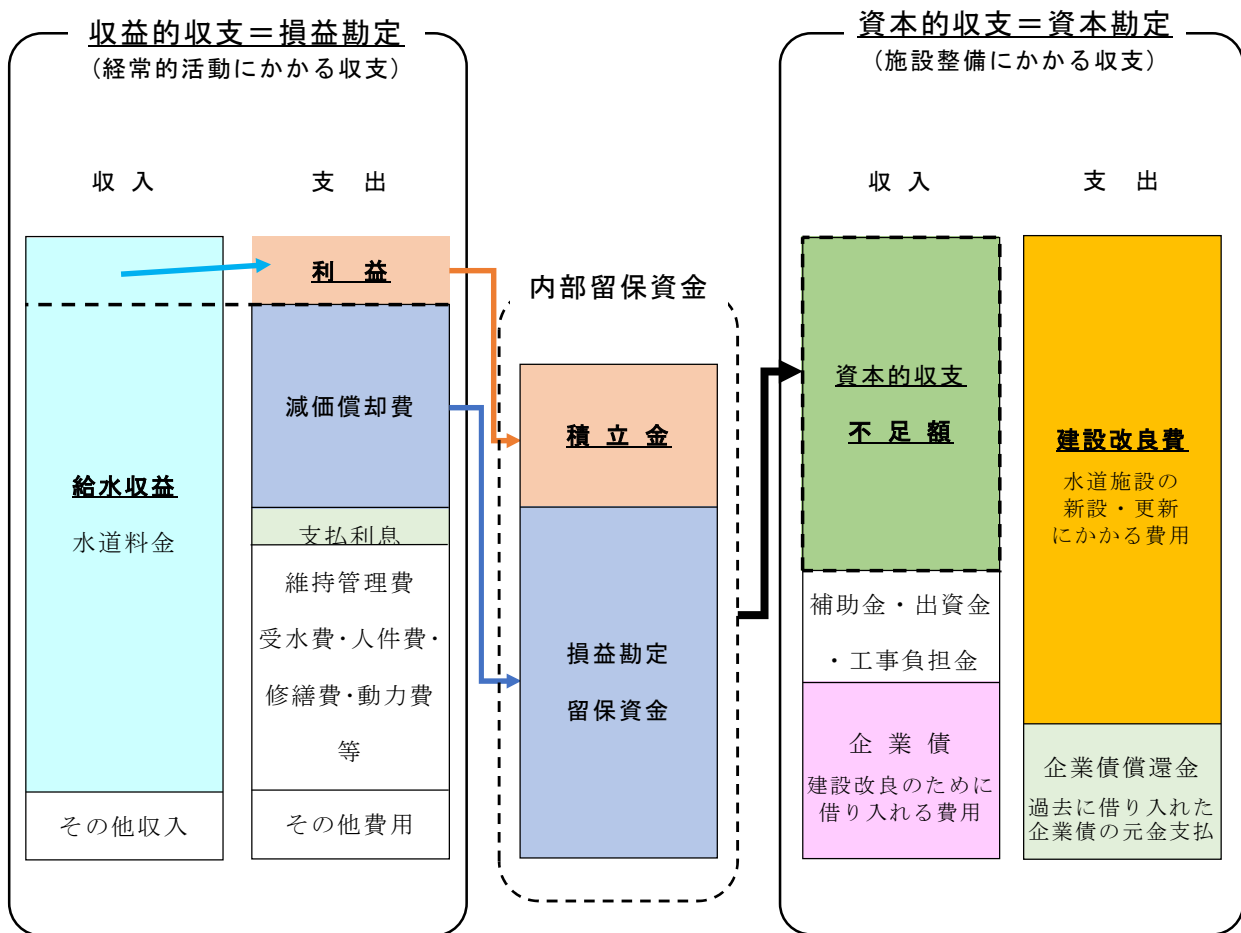 収益的収支＝損益勘定
（経常的活動にかかる収支）
収 入
支 出
給水収益
水道料金
その他収入
利 益
減価償却費
支払利息
維持管理費
受水費・人件費・
修繕費・動力費
等
その他費用
内部留保資金
積 立 金
損益勘定
留保資金
資本的収支＝資本勘定
（施設整備にかかる収支）
収 入
支 出
資本的収支
不 足 額
補助金・出資金
・工事負担金
企 業 債
建設改良のために
借り入れる費用
建設改良費
水道施設の
新設・更新
にかかる費用
企業債償還金
過去に借り入れた
企業債の元金支払